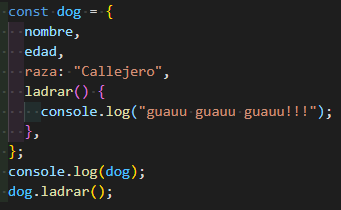 const dog = {
  nombre,
  edad,
  raza: "Callejero",
  ladrar() {
    console.log("guauu guauu guauu!!!");
  },
};
console.log(dog);
dog.ladrar();